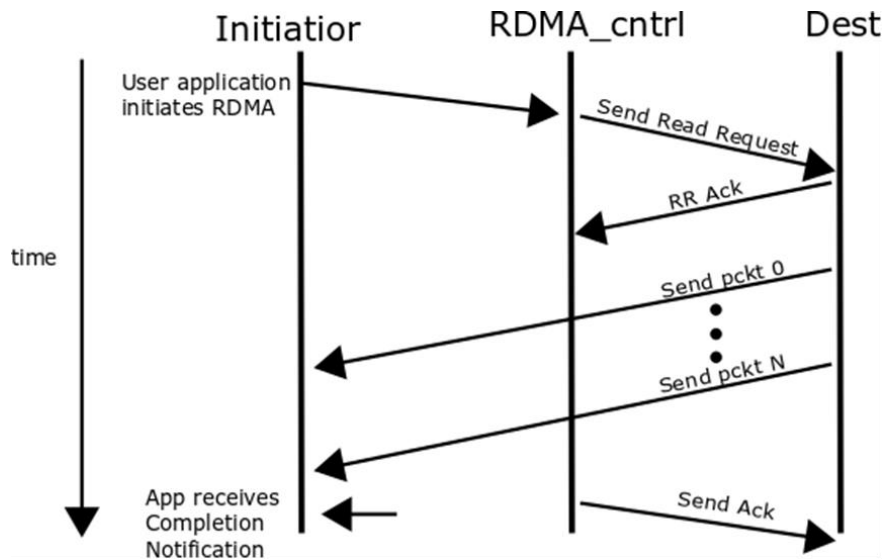 Initiatior
RDMA_cntrl
Dest
User application
initiates RDMA
Send Read Request
RR Ack
time
Send pckt 0
Send pckt N
App receives
Completion
Notification
Send Ack